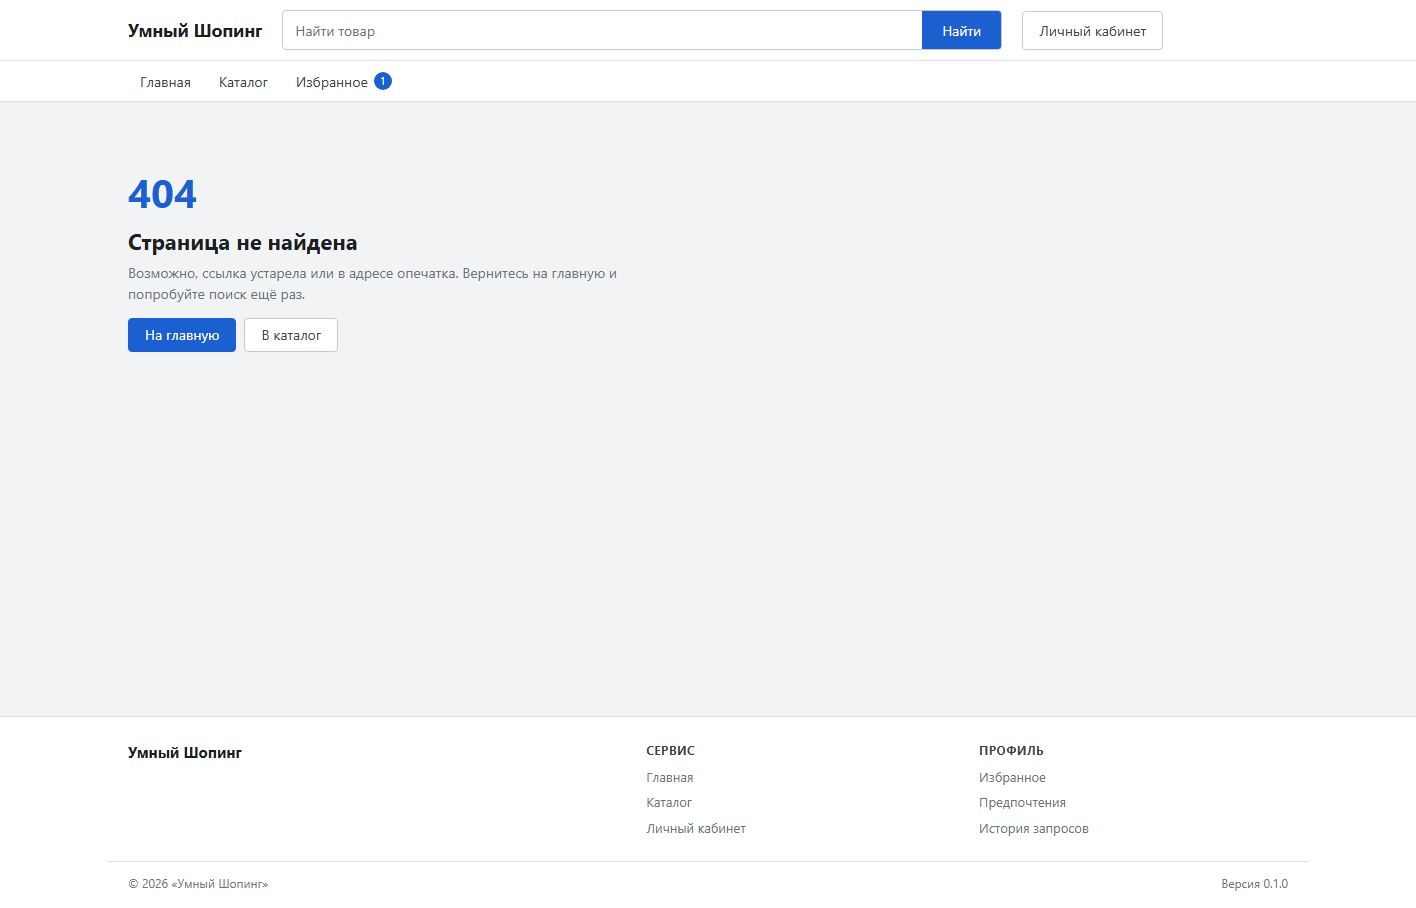 Умный Шопинг
Найти товар
Найти
Личный кабинет
Главная
Каталог
Избранное 1
404
Страница не найдена
Возможно, ссылка устарела или в адресе опечатка. Вернитесь на главную и
попробуйте поиск ещё раз.
На главную
В каталог
Умный Шопинг
СЕРВИС
Главная
Каталог
Личный кабинет
ПРОФИЛЬ
Избранное
Предпочтения
История запросов
© 2026 «Умный Шопинг»
Версия 0.1.0